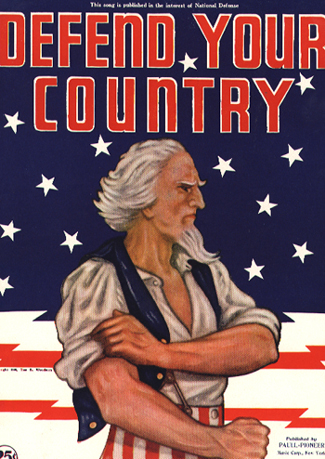 This song is published in the interest of National Defense
DEFEND YOUR
COUNTRY
Published by
PAULL-PIONEER
Music Corp., New York
25¢